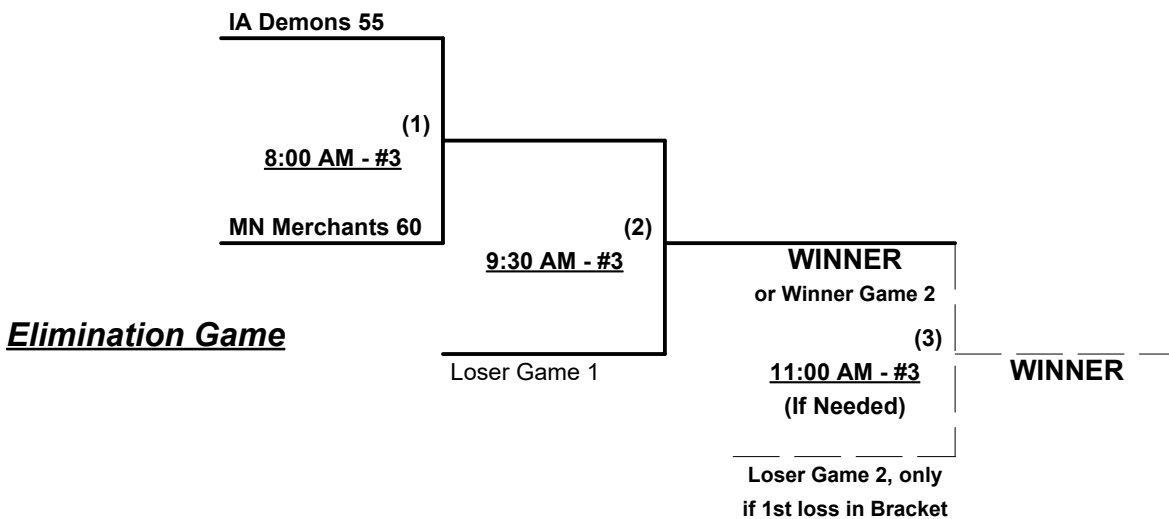 IA Demons 55
(1)
8:00 AM - #3
MN Merchants 60
(2)
9:30 AM - #3
WINNER
or Winner Game 2
Elimination Game
Loser Game 1
(3)
11:00 AM - #3
(If Needed)
WINNER
Loser Game 2, only
if 1st loss in Bracket